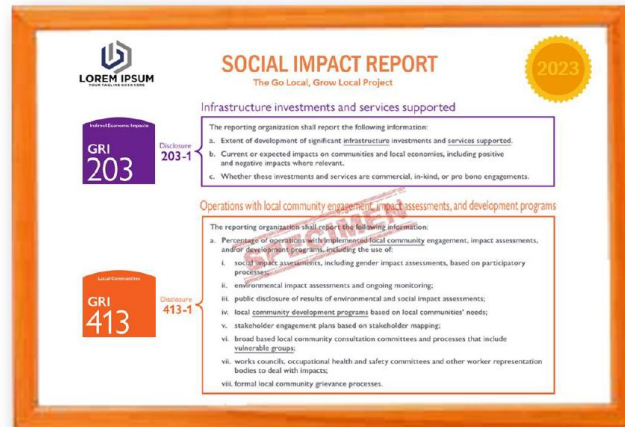 LOREM IPSUM
YOUR TAGLINE GOES HERE
SOCIAL IMPACT REPORT
The Go Local, Grow Local Project
2023
Infrastructure investments and services supported
Indirect Economic Impacts
GRI
203
Disclosure
203-1
The reporting organization shall report the following information:
a. Extent of development of significant infrastructure investments and services supported.
b. Current or expected impacts on communities and local economies, including positive
and negative impacts where relevant.
c. Whether these investments and services are commercial, in-kind, or pro bono engagements.
Operations with local community engagement, impact assessments, and development programs
Local Communities
GRI
413
Disclosure
413-1
The reporting organization shall report the following information:
a. Percentage of operations with implemented local community engagement, impact assessments,
and/or development programs, including the use of:
i. social impact assessments, including gender impact assessments, based on participatory
processes;
ii. environmental impact assessments and ongoing monitoring;
iii. public disclosure of results of environmental and social impact assessments;
iv. local community development programs based on local communities' needs;
v. stakeholder engagement plans based on stakeholder mapping;
vi. broad based local community consultation committees and processes that include
vulnerable groups;
vii. works councils, occupational health and safety committees and other worker representation
bodies to deal with impacts;
viii. formal local community grievance processes.
SPECIMEN